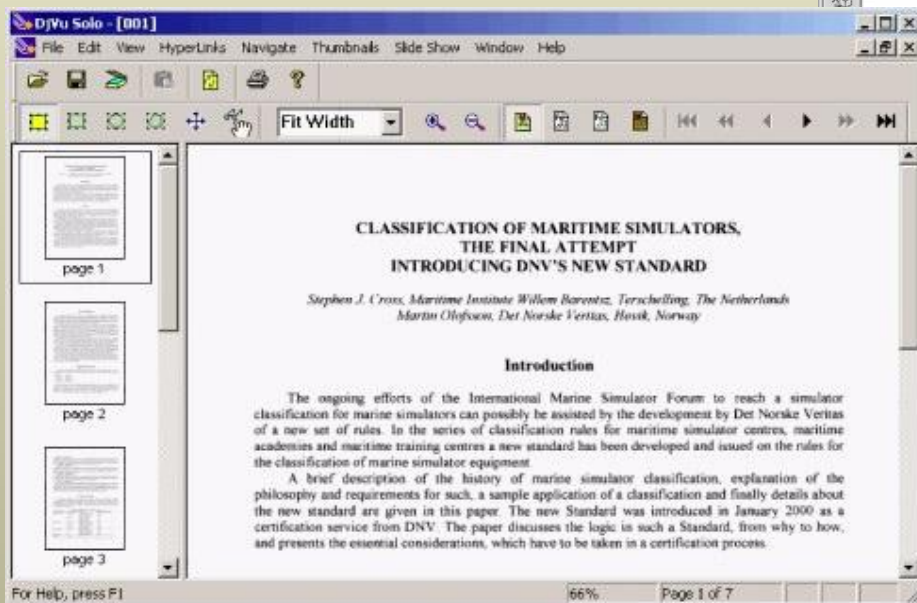 DjVu Solo - [001]
File Edit View HyperLinks Navigate Thumbnails Slide Show Window Help
Fit Width
page 1
page 2
page 3
CLASSIFICATION OF MARITIME SIMULATORS,
THE FINAL ATTEMPT
INTRODUCING DNV'S NEW STANDARD
Stephen J. Cross, Maritime Institute Willem Barentsz, Terschelling, The Netherlands
Martin Olofsson, Det Norske Veritas, Hovik, Norway
Introduction
The ongoing efforts of the International Marine Simulator Forum to reach a simulator
classification for marine simulators can possibly be assisted by the development by Det Norske Veritas
of a new set of rules. In the series of classification rules for maritime simulator centres, maritime
academies and maritime training centres a new standard has been developed and issued on the rules for
the classification of marine simulator equipment
A brief description of the history of marine simulator classification, explanation of the
philosophy and requirements for such, a sample application of a classification and finally details about
the new standard are given in this paper. The new Standard was introduced in January 2000 as a
certification service from DNV. The paper discusses the logic in such a Standard, from why to how,
and presents the essential considerations, which have to be taken in a certification process.
For Help, press F1
66%
Page 1 of 7